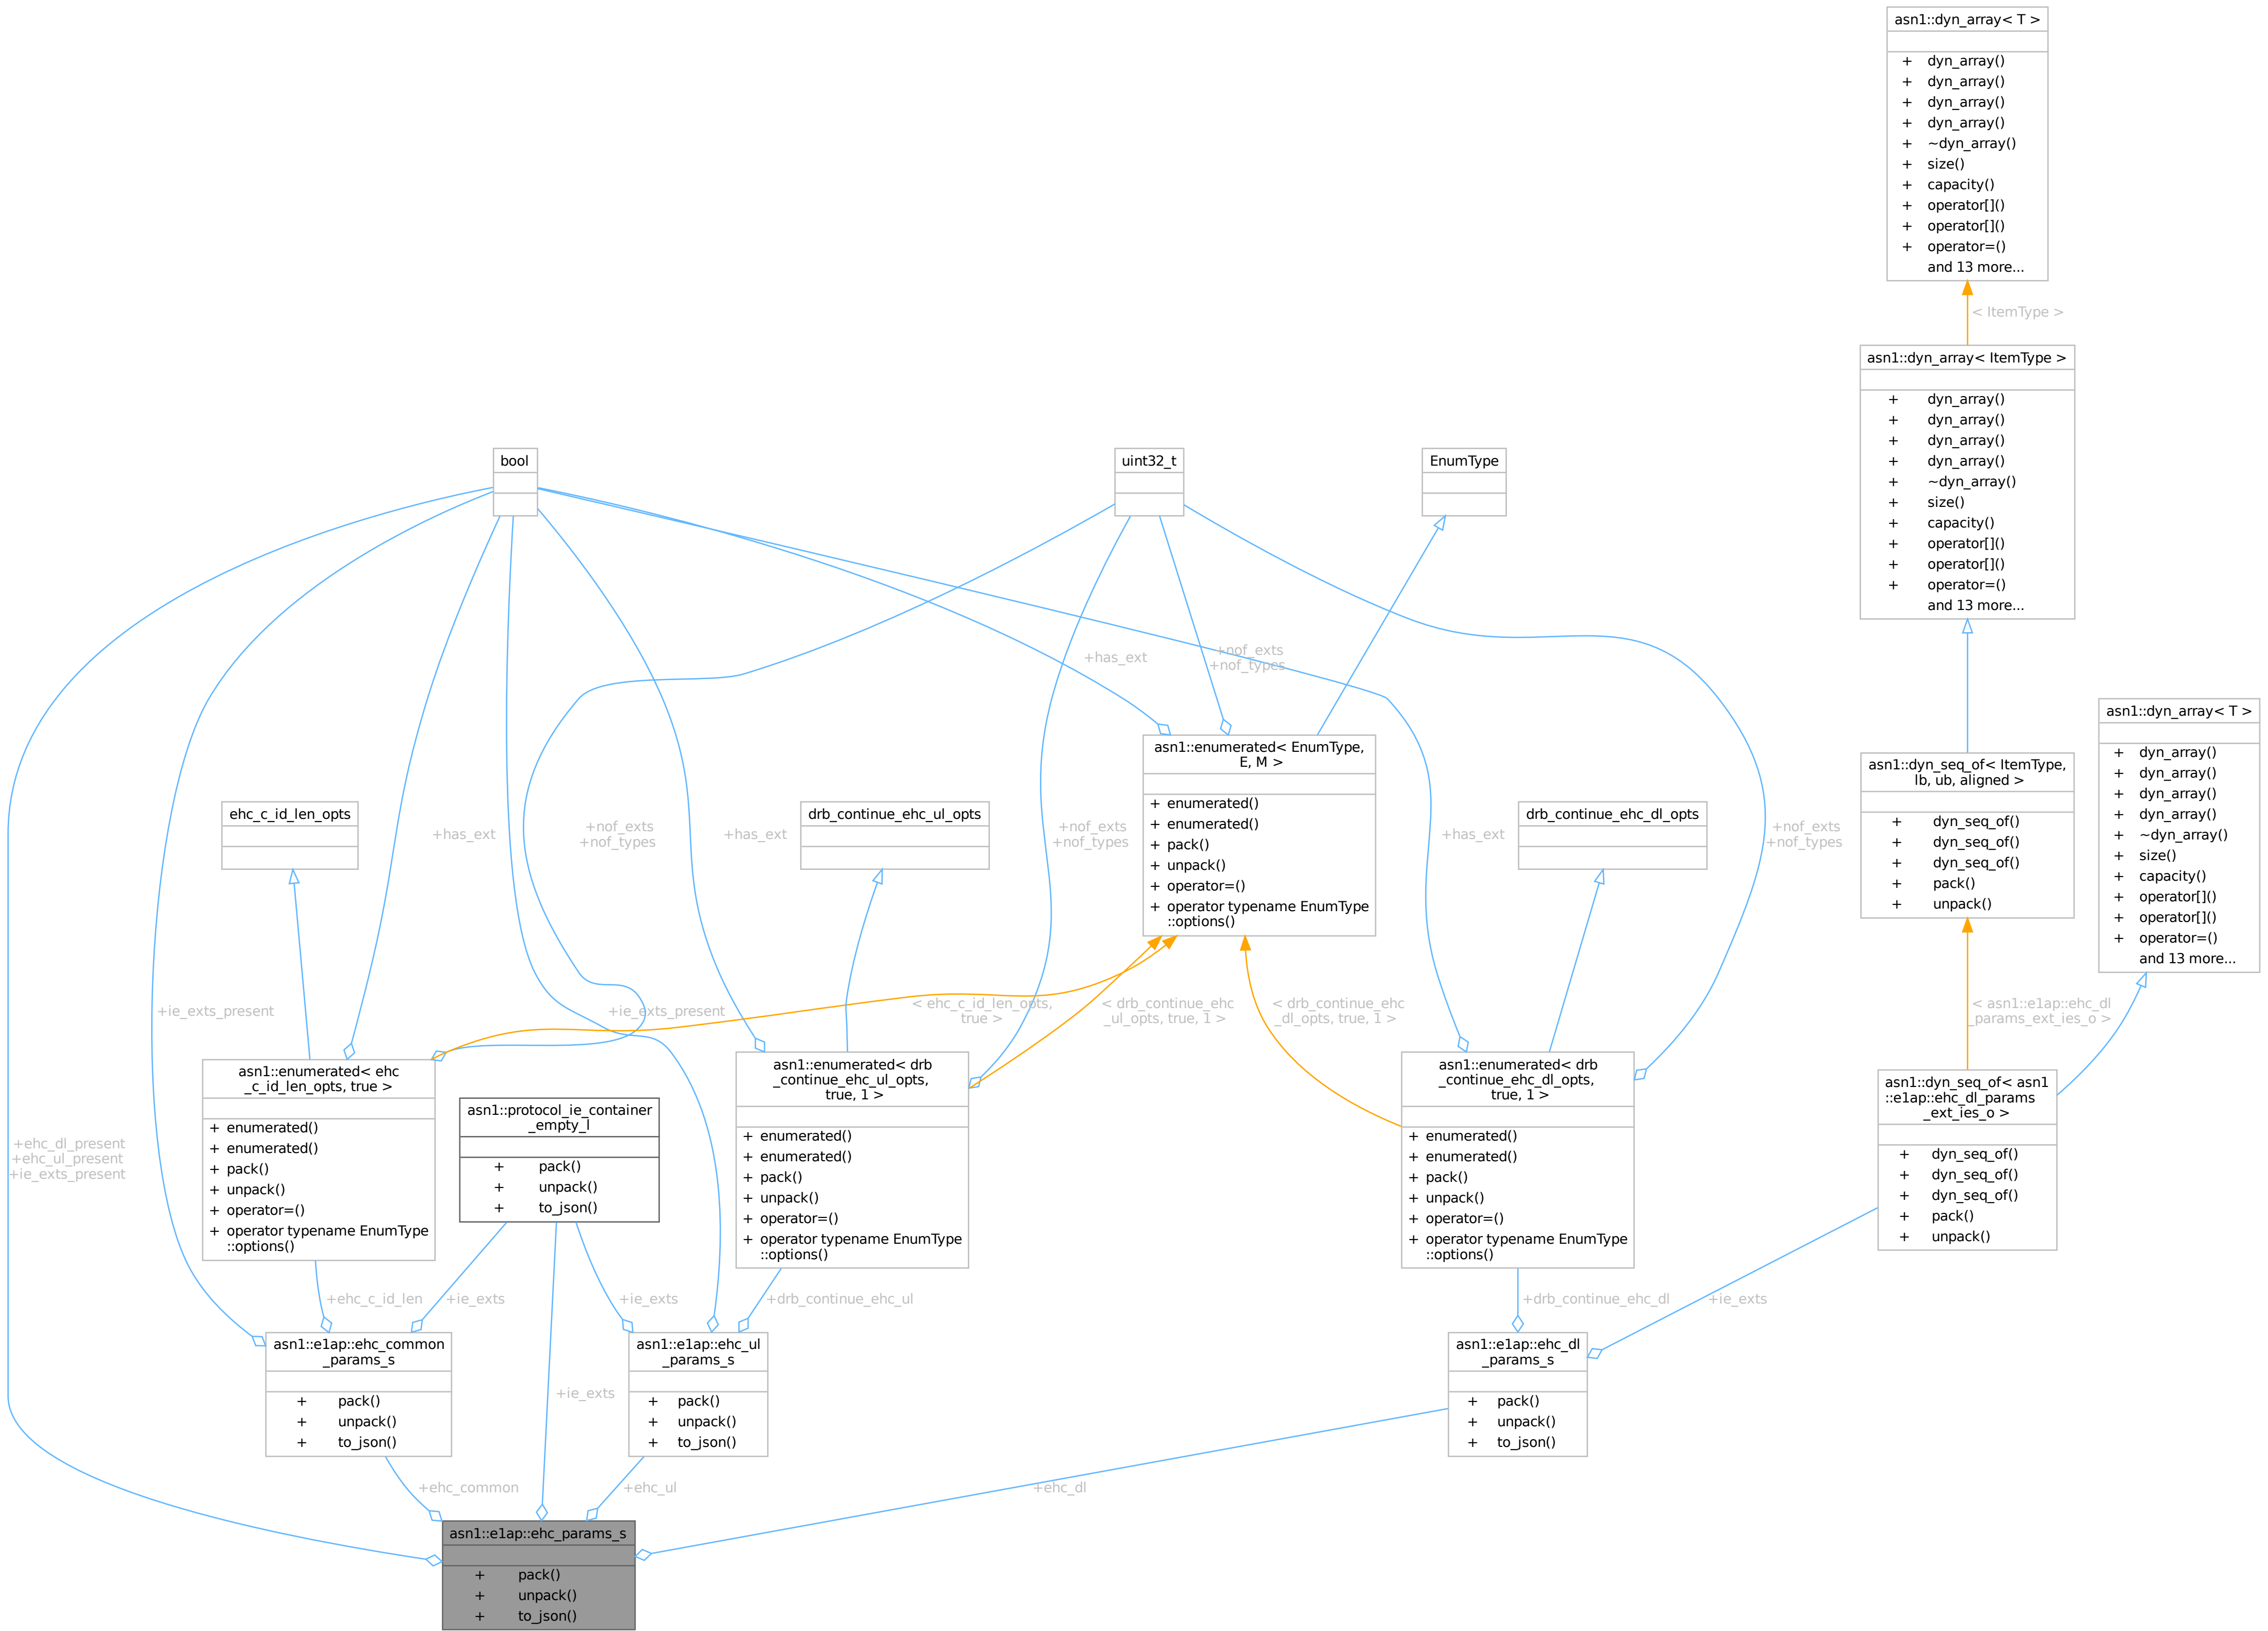 asn1::dyn_array< T >
+ dyn_array()
+ dyn_array()
+ dyn_array()
+ dyn_array()
+ ~dyn_array()
+ size()
+ capacity()
+ operator[]()
+ operator[]()
+ operator=()
and 13 more...
< ItemType >
asn1::dyn_array< ItemType >
+ dyn_array()
+ dyn_array()
+ dyn_array()
+ dyn_array()
+ ~dyn_array()
+ size()
+ capacity()
+ operator[]()
+ operator[]()
+ operator=()
and 13 more...
bool
uint32_t
EnumType
+has_ext
+nof_exts
+nof_types
asn1::dyn_array< T >
+ dyn_array()
+ dyn_array()
+ dyn_array()
+ dyn_array()
+ ~dyn_array()
+ size()
+ capacity()
+ operator[]()
+ operator[]()
+ operator=()
and 13 more...
asn1::enumerated< EnumType,
E, M >
+ enumerated()
+ enumerated()
+ pack()
+ unpack()
+ operator=()
+ operator typename EnumType
::options()
asn1::dyn_seq_of< ItemType,
lb, ub, aligned >
+ dyn_seq_of()
+ dyn_seq_of()
+ dyn_seq_of()
+ pack()
+ unpack()
ehc_c_id_len_opts
+has_ext
+nof_exts
+nof_types
+has_ext
drb_continue_ehc_ul_opts
+nof_exts
+nof_types
+has_ext
drb_continue_ehc_dl_opts
+nof_exts
+nof_types
+ie_exts_present
+ie_exts_present
< ehc_c_id_len_opts,
true >
< drb_continue_ehc
_ul_opts, true, 1 >
< drb_continue_ehc
_dl_opts, true, 1 >
< asn1::e1ap::ehc_dl
_params_ext_ies_o >
asn1::enumerated< ehc
_c_id_len_opts, true >
+ enumerated()
+ enumerated()
+ pack()
+ unpack()
+ operator=()
+ operator typename EnumType
::options()
asn1::protocol_ie_container
_empty_l
+ pack()
+ unpack()
+ to_json()
asn1::enumerated< drb
_continue_ehc_ul_opts,
true, 1 >
+ enumerated()
+ enumerated()
+ pack()
+ unpack()
+ operator=()
+ operator typename EnumType
::options()
asn1::enumerated< drb
_continue_ehc_dl_opts,
true, 1 >
+ enumerated()
+ enumerated()
+ pack()
+ unpack()
+ operator=()
+ operator typename EnumType
::options()
asn1::dyn_seq_of< asn1
::e1ap::ehc_dl_params
_ext_ies_o >
+ dyn_seq_of()
+ dyn_seq_of()
+ dyn_seq_of()
+ pack()
+ unpack()
+ehc_dl_present
+ehc_ul_present
+ie_exts_present
+ehc_c_id_len
+ie_exts
+ie_exts
+drb_continue_ehc_ul
+drb_continue_ehc_dl
+ie_exts
asn1::e1ap::ehc_common
_params_s
+ pack()
+ unpack()
+ to_json()
+ie_exts
asn1::e1ap::ehc_ul
_params_s
+ pack()
+ unpack()
+ to_json()
asn1::e1ap::ehc_dl
_params_s
+ pack()
+ unpack()
+ to_json()
+ehc_common
+ehc_ul
+ehc_dl
asn1::e1ap::ehc_params_s
+ pack()
+ unpack()
+ to_json()